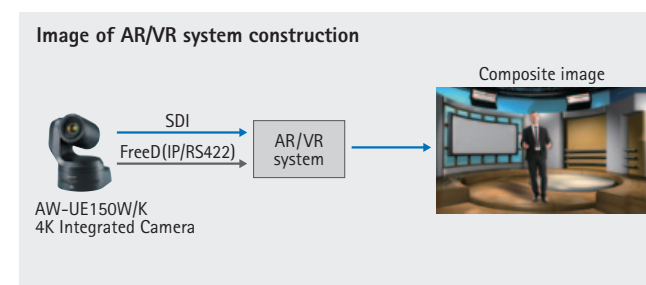 Image of AR/VR system construction
Composite image
SDI
FreeD(IP/RS422)
AR/VR
system
AW-UE150W/K
4K Integrated Camera